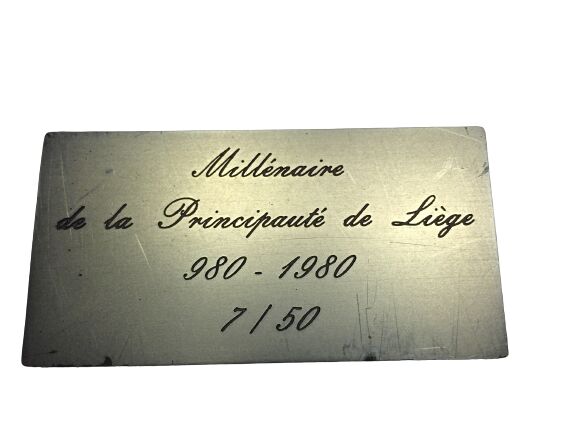 Millénaire
de la Principauté de Liège
980 - 1980
7 / 50